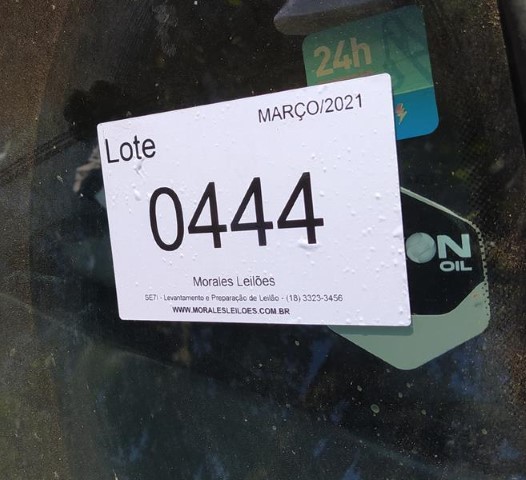 24h
MARÇO/2021
Lote
0444
ON
OIL
Morales Leilões
SETi - Levantamento e Preparação de Leilão - (18) 3323-3456
WWW.MORALESLEILOES.COM.BR